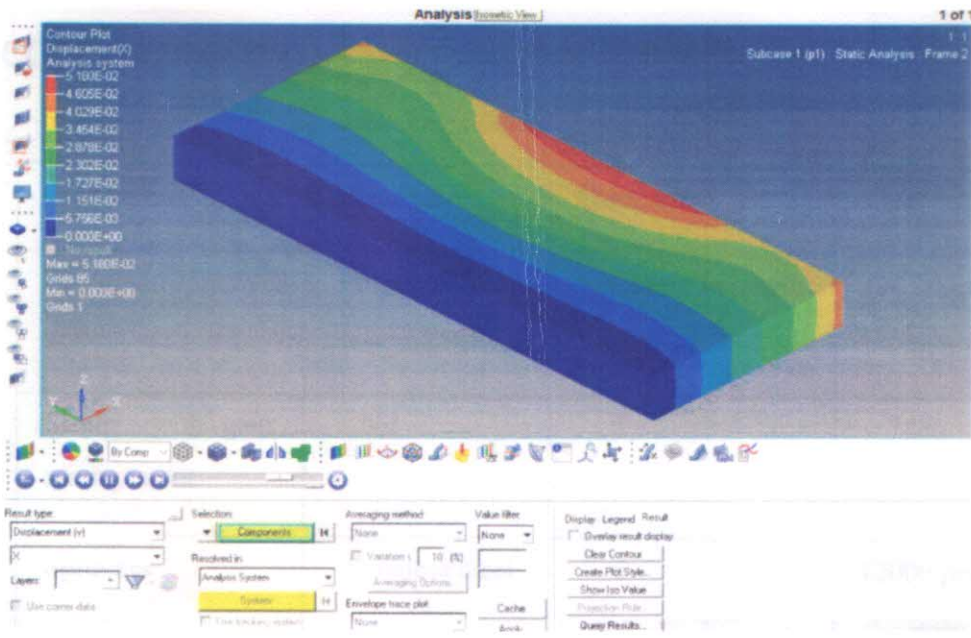 Analysis
Isometric View
1 of 1
Contour Plot
Displacement(X)
Analysis system
5.180E-02
4.605E-02
4.029E-02
3.454E-02
2.878E-02
2.302E-02
1.727E-02
1.151E-02
5.756E-03
0.000E+00
No result
Max = 5.180E-02
Grids 85
Min = 0.000E+00
Grids 1
Subcase 1 (p1) : Static Analysis : Frame 2
Z
Y
X
By Comp
Result type:
Displacement (v)
X
Layers
Use corner data
Selection:
Components
Resolved in:
Analysis System
System
Averaging method:
None
Variation < 10 (%)
Averaging Options...
Envelope trace plot:
None
Value filter:
None
Cache
Apply
Display Legend Result
Overlay result display
Clear Contour
Create Plot Style...
Show Iso Value
Projection Rule...
Query Results...